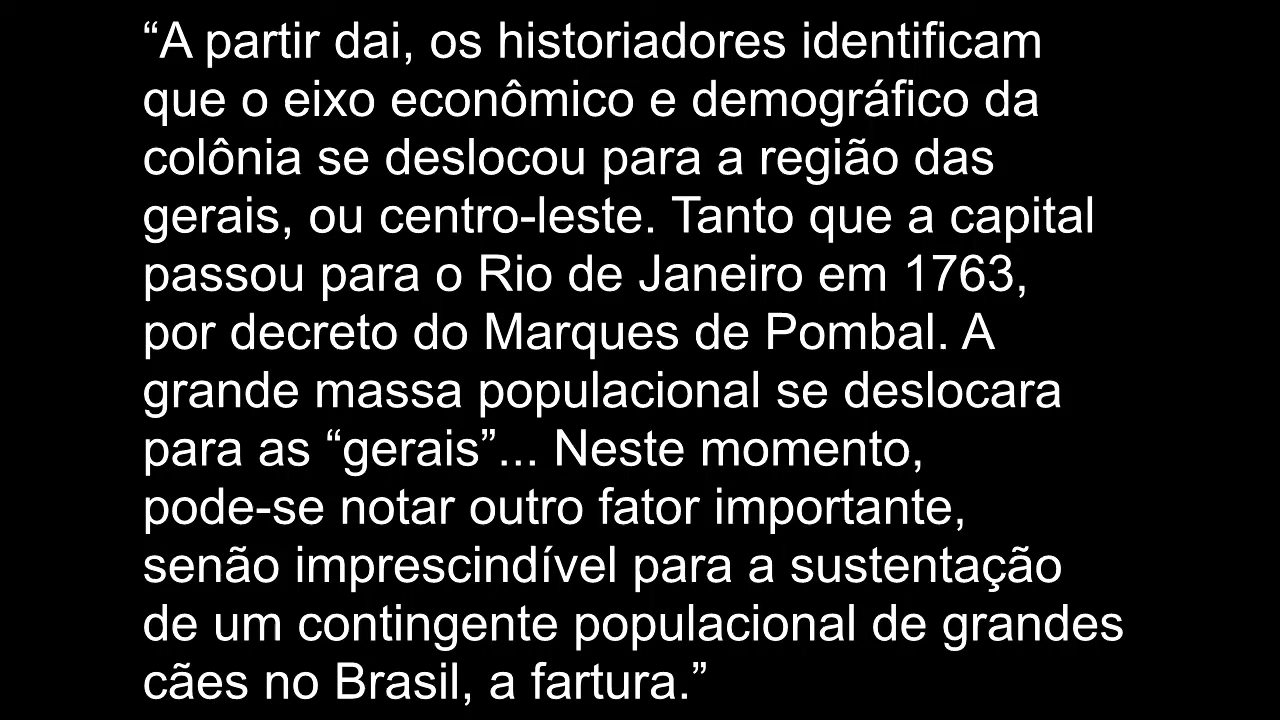 “A partir dai, os historiadores identificam
que o eixo econômico e demográfico da
colônia se deslocou para a região das
gerais, ou centro-leste. Tanto que a capital
passou para o Rio de Janeiro em 1763,
por decreto do Marques de Pombal. A
grande massa populacional se deslocara
para as “gerais”... Neste momento,
pode-se notar outro fator importante,
senão imprescindível para a sustentação
de um contingente populacional de grandes
cães no Brasil, a fartura.”